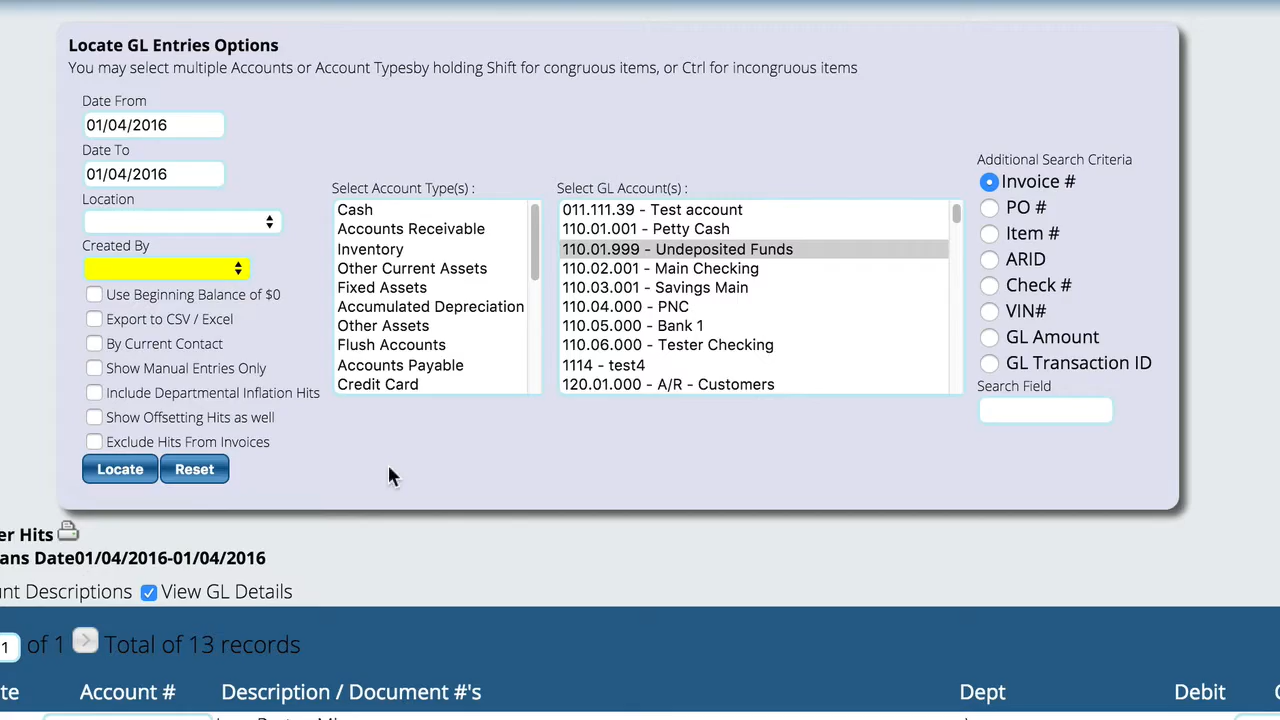 Locate GL Entries Options
You may select multiple Accounts or Account Typesby holding Shift for congruous items, or Ctrl for incongruous items
Date From
01/04/2016
Date To
01/04/2016
Location
Created By
Use Beginning Balance of $0
Export to CSV / Excel
By Current Contact
Show Manual Entries Only
Include Departmental Inflation Hits
Show Offsetting Hits as well
Exclude Hits From Invoices
Locate Reset
Select Account Type(s) :
Cash
Accounts Receivable
Inventory
Other Current Assets
Fixed Assets
Accumulated Depreciation
Other Assets
Flush Accounts
Accounts Payable
Credit Card
Select GL Account(s) :
011.111.39 - Test account
110.01.001 - Petty Cash
110.01.999 - Undeposited Funds
110.02.001 - Main Checking
110.03.001 - Savings Main
110.04.000 - PNC
110.05.000 - Bank 1
110.06.000 - Tester Checking
1114 - test4
120.01.000 - A/R - Customers
Additional Search Criteria
Invoice #
PO #
Item #
ARID
Check #
VIN#
GL Amount
GL Transaction ID
Search Field
er Hits
ans Date01/04/2016-01/04/2016
nt Descriptions View GL Details
1 of 1 > Total of 13 records
te Account # Description / Document #'s Dept Debit